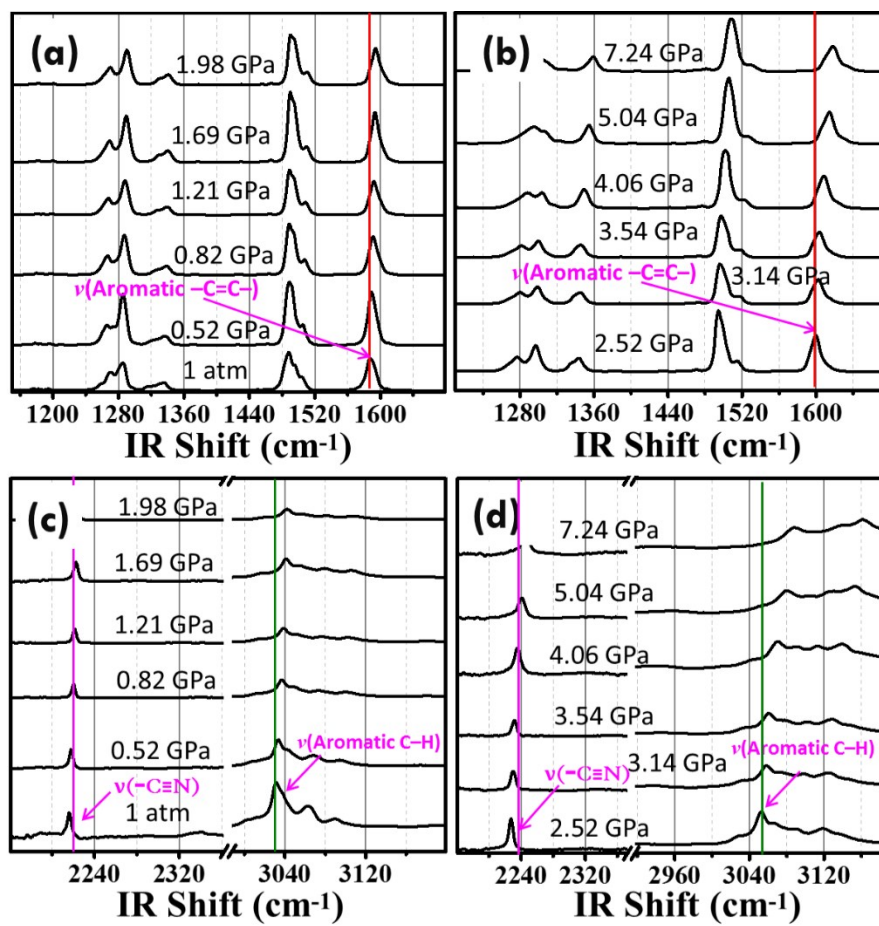 (a)
1.98 GPa
1.69 GPa
1.21 GPa
0.82 GPa
ν(Aromatic –C=C–)
0.52 GPa
1 atm
1200 1280 1360 1440 1520 1600
IR Shift (cm-1)
(b)
7.24 GPa
5.04 GPa
4.06 GPa
3.54 GPa
ν(Aromatic –C=C–)
3.14 GPa
2.52 GPa
1280 1360 1440 1520 1600
IR Shift (cm-1)
(c)
1.98 GPa
1.69 GPa
1.21 GPa
0.82 GPa
ν(Aromatic C–H)
0.52 GPa
ν(–C≡N)
1 atm
2240 2320 3040 3120
IR Shift (cm-1)
(d)
7.24 GPa
5.04 GPa
4.06 GPa
3.54 GPa
ν(Aromatic C–H)
3.14 GPa
ν(–C≡N)
2.52 GPa
2240 2320 2960 3040 3120
IR Shift (cm-1)